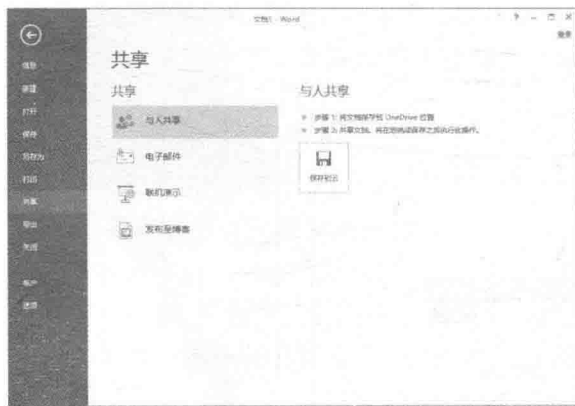 文档1 - Word
?
登录
信息
新建
打开
保存
另存为
打印
共享
导出
关闭
帐户
选项
共享
共享
与人共享
电子邮件
联机演示
发布至博客
与人共享
步骤 1: 将文档保存到 OneDrive 位置
步骤 2: 共享文档。将在您完成保存之后执行此操作。
保存到云